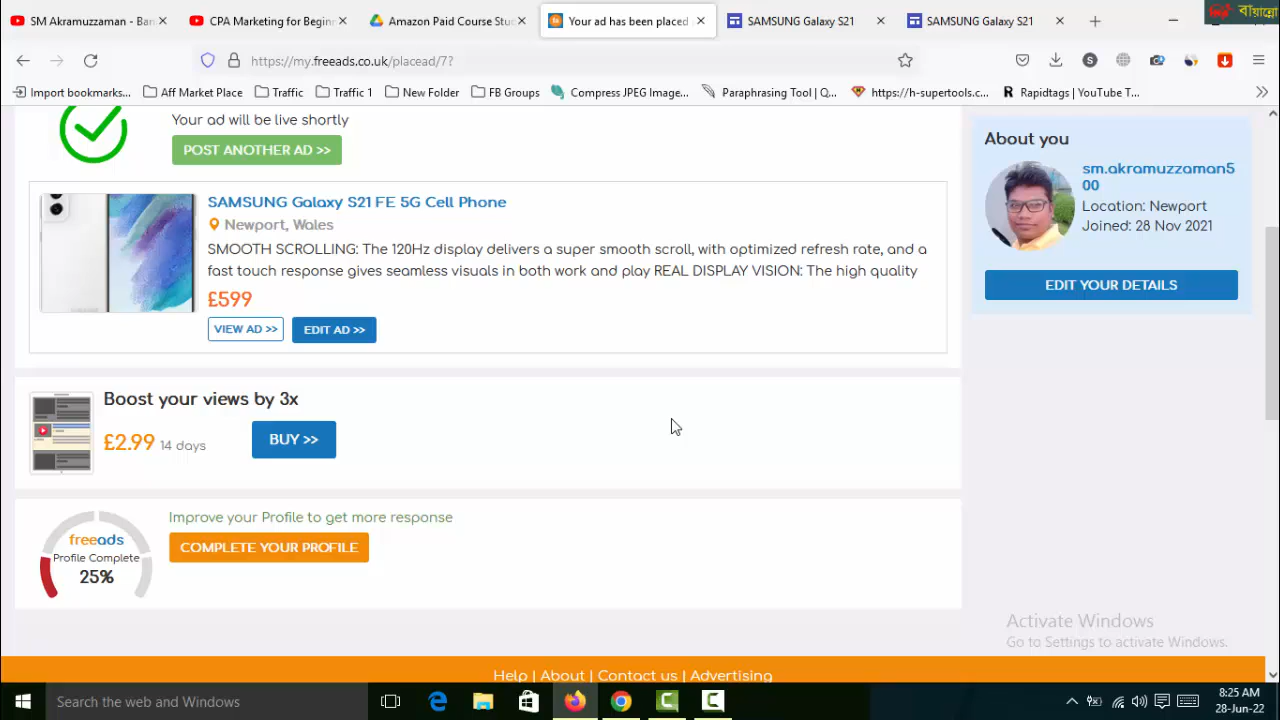 SM Akramuzzaman - Ban
CPA Marketing for Beginn
Amazon Paid Course Stu
Your ad has been placed
SAMSUNG Galaxy S21
SAMSUNG Galaxy S21
বায়ান্নো
https://my.freeads.co.uk/placead/7?
Import bookmarks...
Aff Market Place
Traffic
Traffic 1
New Folder
FB Groups
Compress JPEG Image...
Paraphrasing Tool | Q...
https://h-supertools.c...
Rapidtags | YouTube T...
Your ad will be live shortly
POST ANOTHER AD >>
SAMSUNG Galaxy S21 FE 5G Cell Phone
Newport, Wales
SMOOTH SCROLLING: The 120Hz display delivers a super smooth scroll, with optimized refresh rate, and a
fast touch response gives seamless visuals in both work and play REAL DISPLAY VISION: The high quality
£599
VIEW AD >>
EDIT AD >>
About you
sm.akramuzzaman5
00
Location: Newport
Joined: 28 Nov 2021
EDIT YOUR DETAILS
Boost your views by 3x
£2.99 14 days
BUY >>
Improve your Profile to get more response
COMPLETE YOUR PROFILE
freeads
Profile Complete
25%
Activate Windows
Go to Settings to activate Windows.
Help | About | Contact us | Advertising
Search the web and Windows
8:25 AM
28-Jun-22